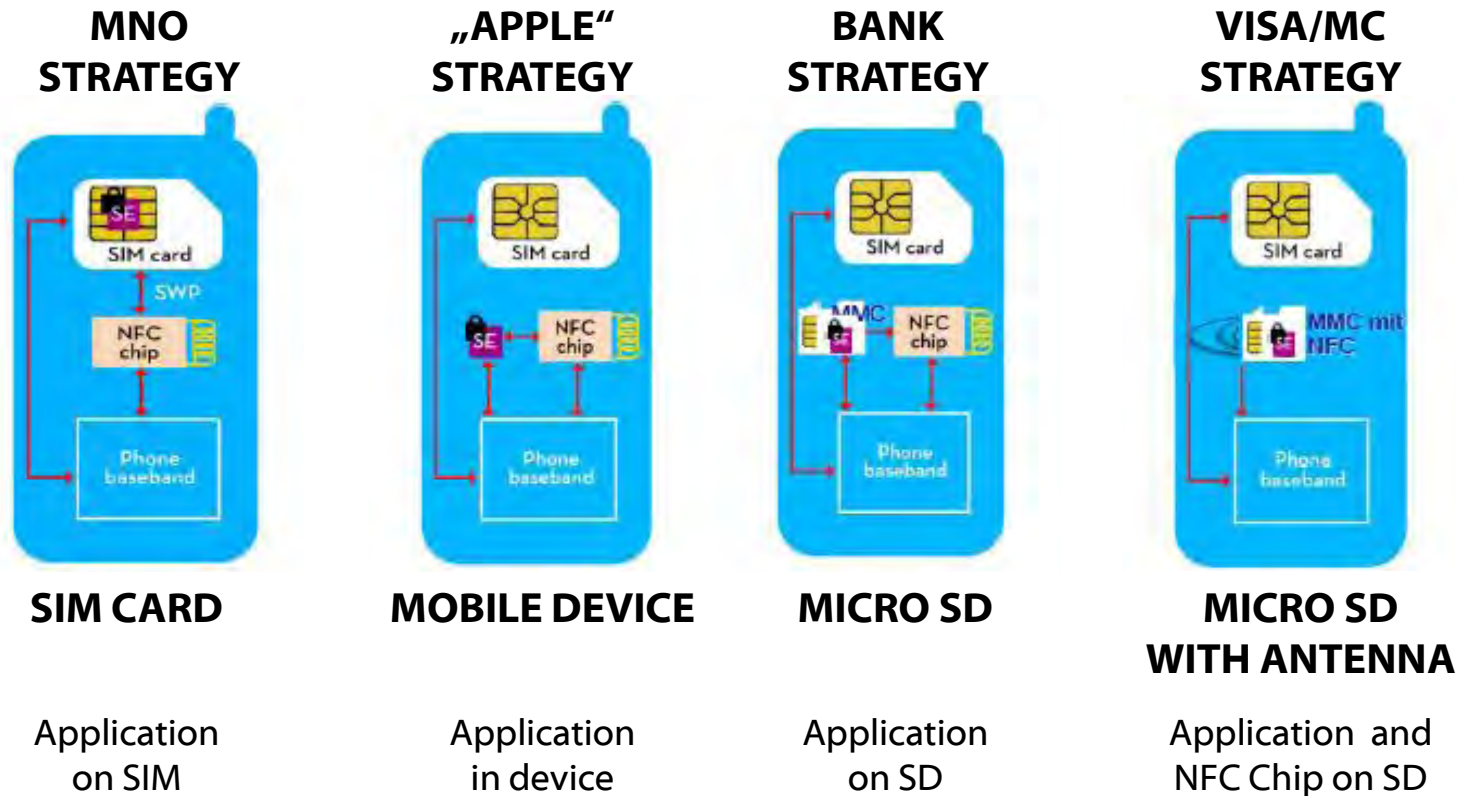 MNO
STRATEGY
„APPLE“
STRATEGY
BANK
STRATEGY
VISA/MC
STRATEGY
SE
SIM card
SWP
NFC
chip
Phone
baseband
SIM card
SE
NFC
chip
Phone
baseband
SIM card
MMC
SE
NFC
chip
Phone
baseband
SIM card
MMC mit
NFC
SE
Phone
baseband
SIM CARD
MOBILE DEVICE
MICRO SD
MICRO SD
WITH ANTENNA
Application
on SIM
Application
in device
Application
on SD
Application and
NFC Chip on SD